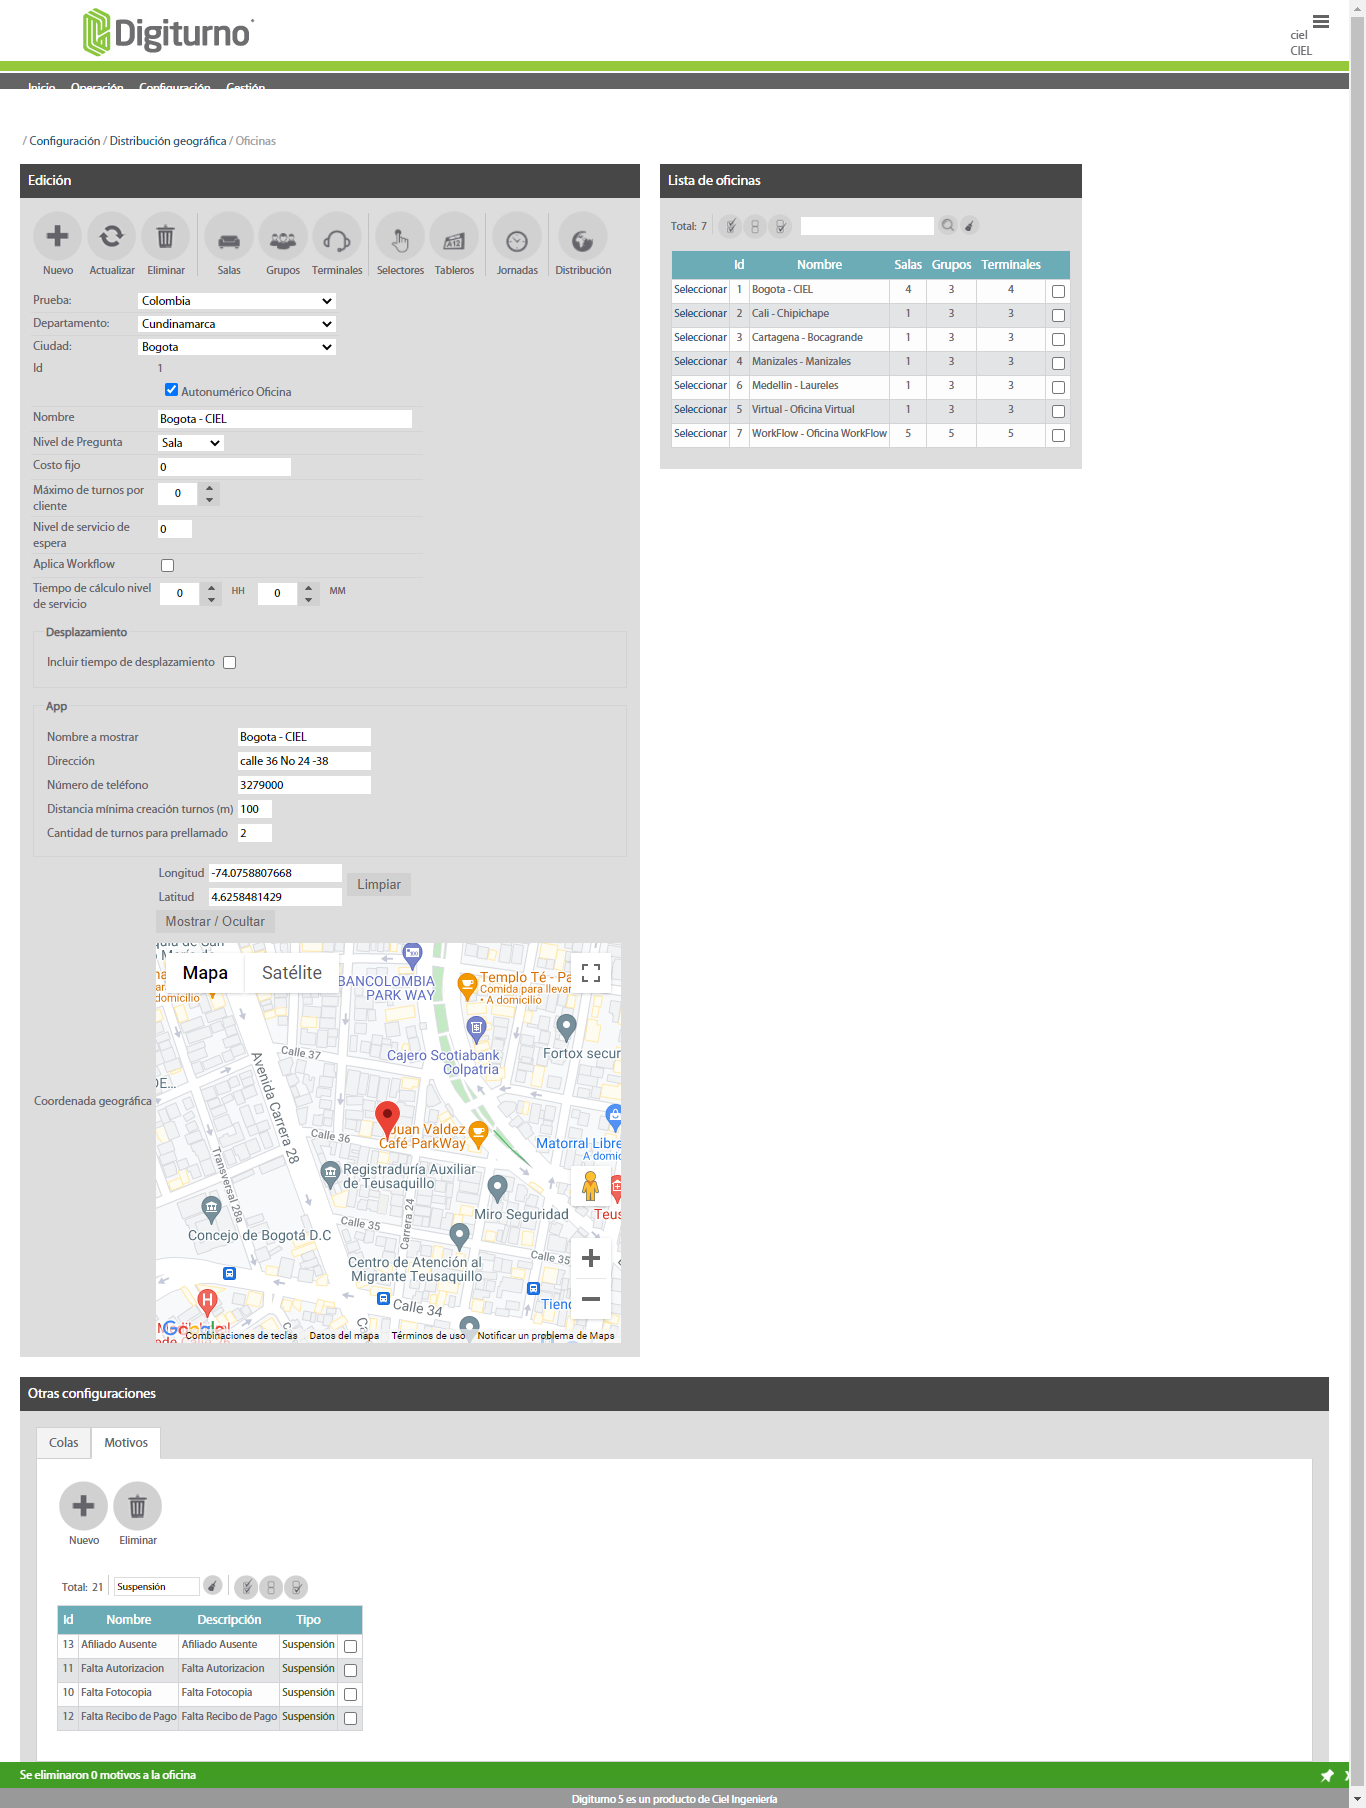 Digiturno
ciel
CIEL
Inicio Operación Configuración Gestión
/ Configuración / Distribución geográfica / Oficinas
Edición
Nuevo Actualizar Eliminar Salas Grupos Terminales Selectores Tableros Jornadas Distribución
Prueba: Colombia
Departamento: Cundinamarca
Ciudad: Bogota
Id 1
Autonumérico Oficina
Nombre Bogota - CIEL
Nivel de Pregunta Sala
Costo fijo 0
Máximo de turnos por cliente 0
Nivel de servicio de espera 0
Aplica Workflow
Tiempo de cálculo nivel de servicio 0 HH 0 MM
Desplazamiento
Incluir tiempo de desplazamiento
App
Nombre a mostrar Bogota - CIEL
Dirección calle 36 No 24 -38
Número de teléfono 3279000
Distancia mínima creación turnos (m) 100
Cantidad de turnos para prellamado 2
Longitud -74.0758807668
Latitud 4.6258481429
Limpiar
Mostrar / Ocultar
Coordenada geográfica
Mapa Satélite
domicilio
BANCOLOMBIA
PARK WAY
Templo Té - Pa
Comida para llevar
• A domicilio
Cajero Scotiabank
Colpatria
Fortox secur
Calle 37
Avenida Carrera 28
Calle 36
Juan Valdez
Café ParkWay
Matorral Libre
A domic
Registraduría Auxiliar
de Teusaquillo
Transversal 28a
Miro Seguridad
Teus
Concejo de Bogotá D.C
Calle 35
Carrera 24
Calle 35
Centro de Atención al
Migrante Teusaquillo
Calle 34
Tienc
Google
Combinaciones de teclas Datos del mapa Términos de uso Notificar un problema de Maps
Lista de oficinas
Total: 7
Id Nombre Salas Grupos Terminales
Seleccionar 1 Bogota - CIEL 4 3 4
Seleccionar 2 Cali - Chipichape 1 3 3
Seleccionar 3 Cartagena - Bocagrande 1 3 3
Seleccionar 4 Manizales - Manizales 1 3 3
Seleccionar 6 Medellin - Laureles 1 3 3
Seleccionar 5 Virtual - Oficina Virtual 1 3 3
Seleccionar 7 WorkFlow - Oficina WorkFlow 5 5 5
Otras configuraciones
Colas Motivos
Nuevo Eliminar
Total: 21 Suspensión
Id Nombre Descripción Tipo
13 Afiliado Ausente Afiliado Ausente Suspensión
11 Falta Autorizacion Falta Autorizacion Suspensión
10 Falta Fotocopia Falta Fotocopia Suspensión
12 Falta Recibo de Pago Falta Recibo de Pago Suspensión
Se eliminaron 0 motivos a la oficina
Digiturno 5 es un producto de Ciel Ingeniería